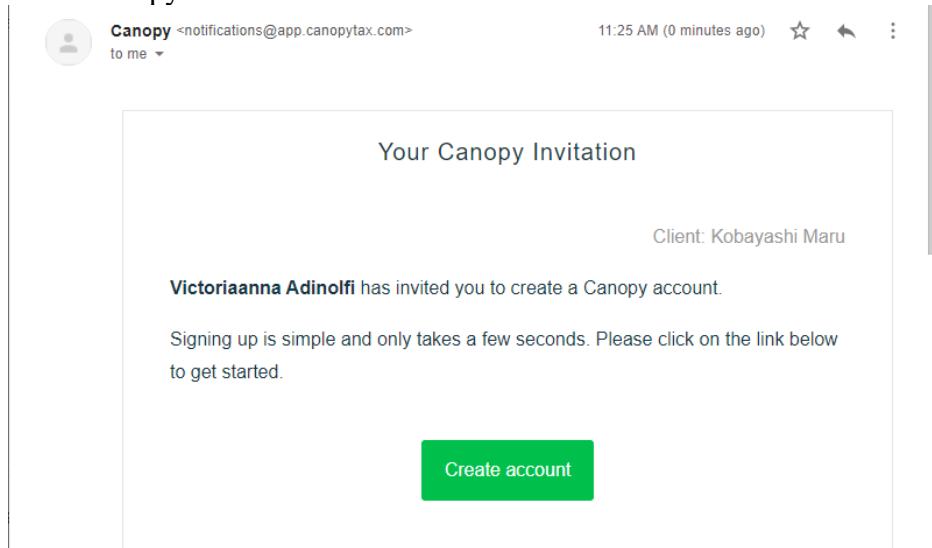 Canopy <notifications@app.canopytax.com>
11:25 AM (0 minutes ago)
to me
Your Canopy Invitation
Client: Kobayashi Maru
Victoriaanna Adinolfi has invited you to create a Canopy account.
Signing up is simple and only takes a few seconds. Please click on the link below
to get started.
Create account